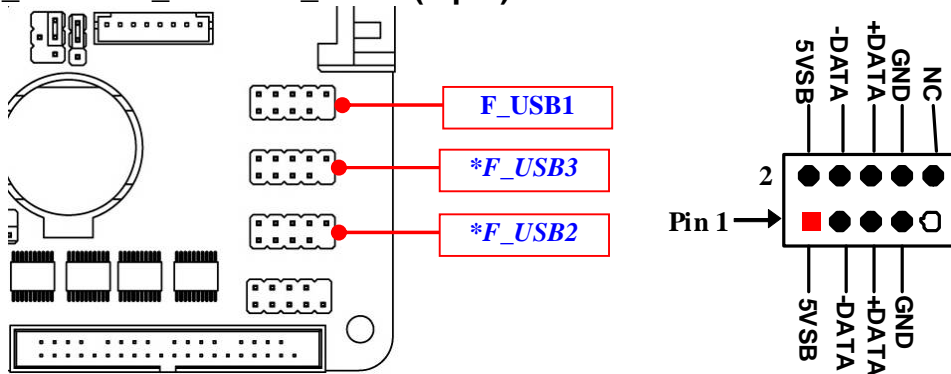 F_USB1
*F_USB3
*F_USB2
5VSB
-DATA
+DATA
GND
NC
2
Pin 1
5VSB
-DATA
+DATA
GND